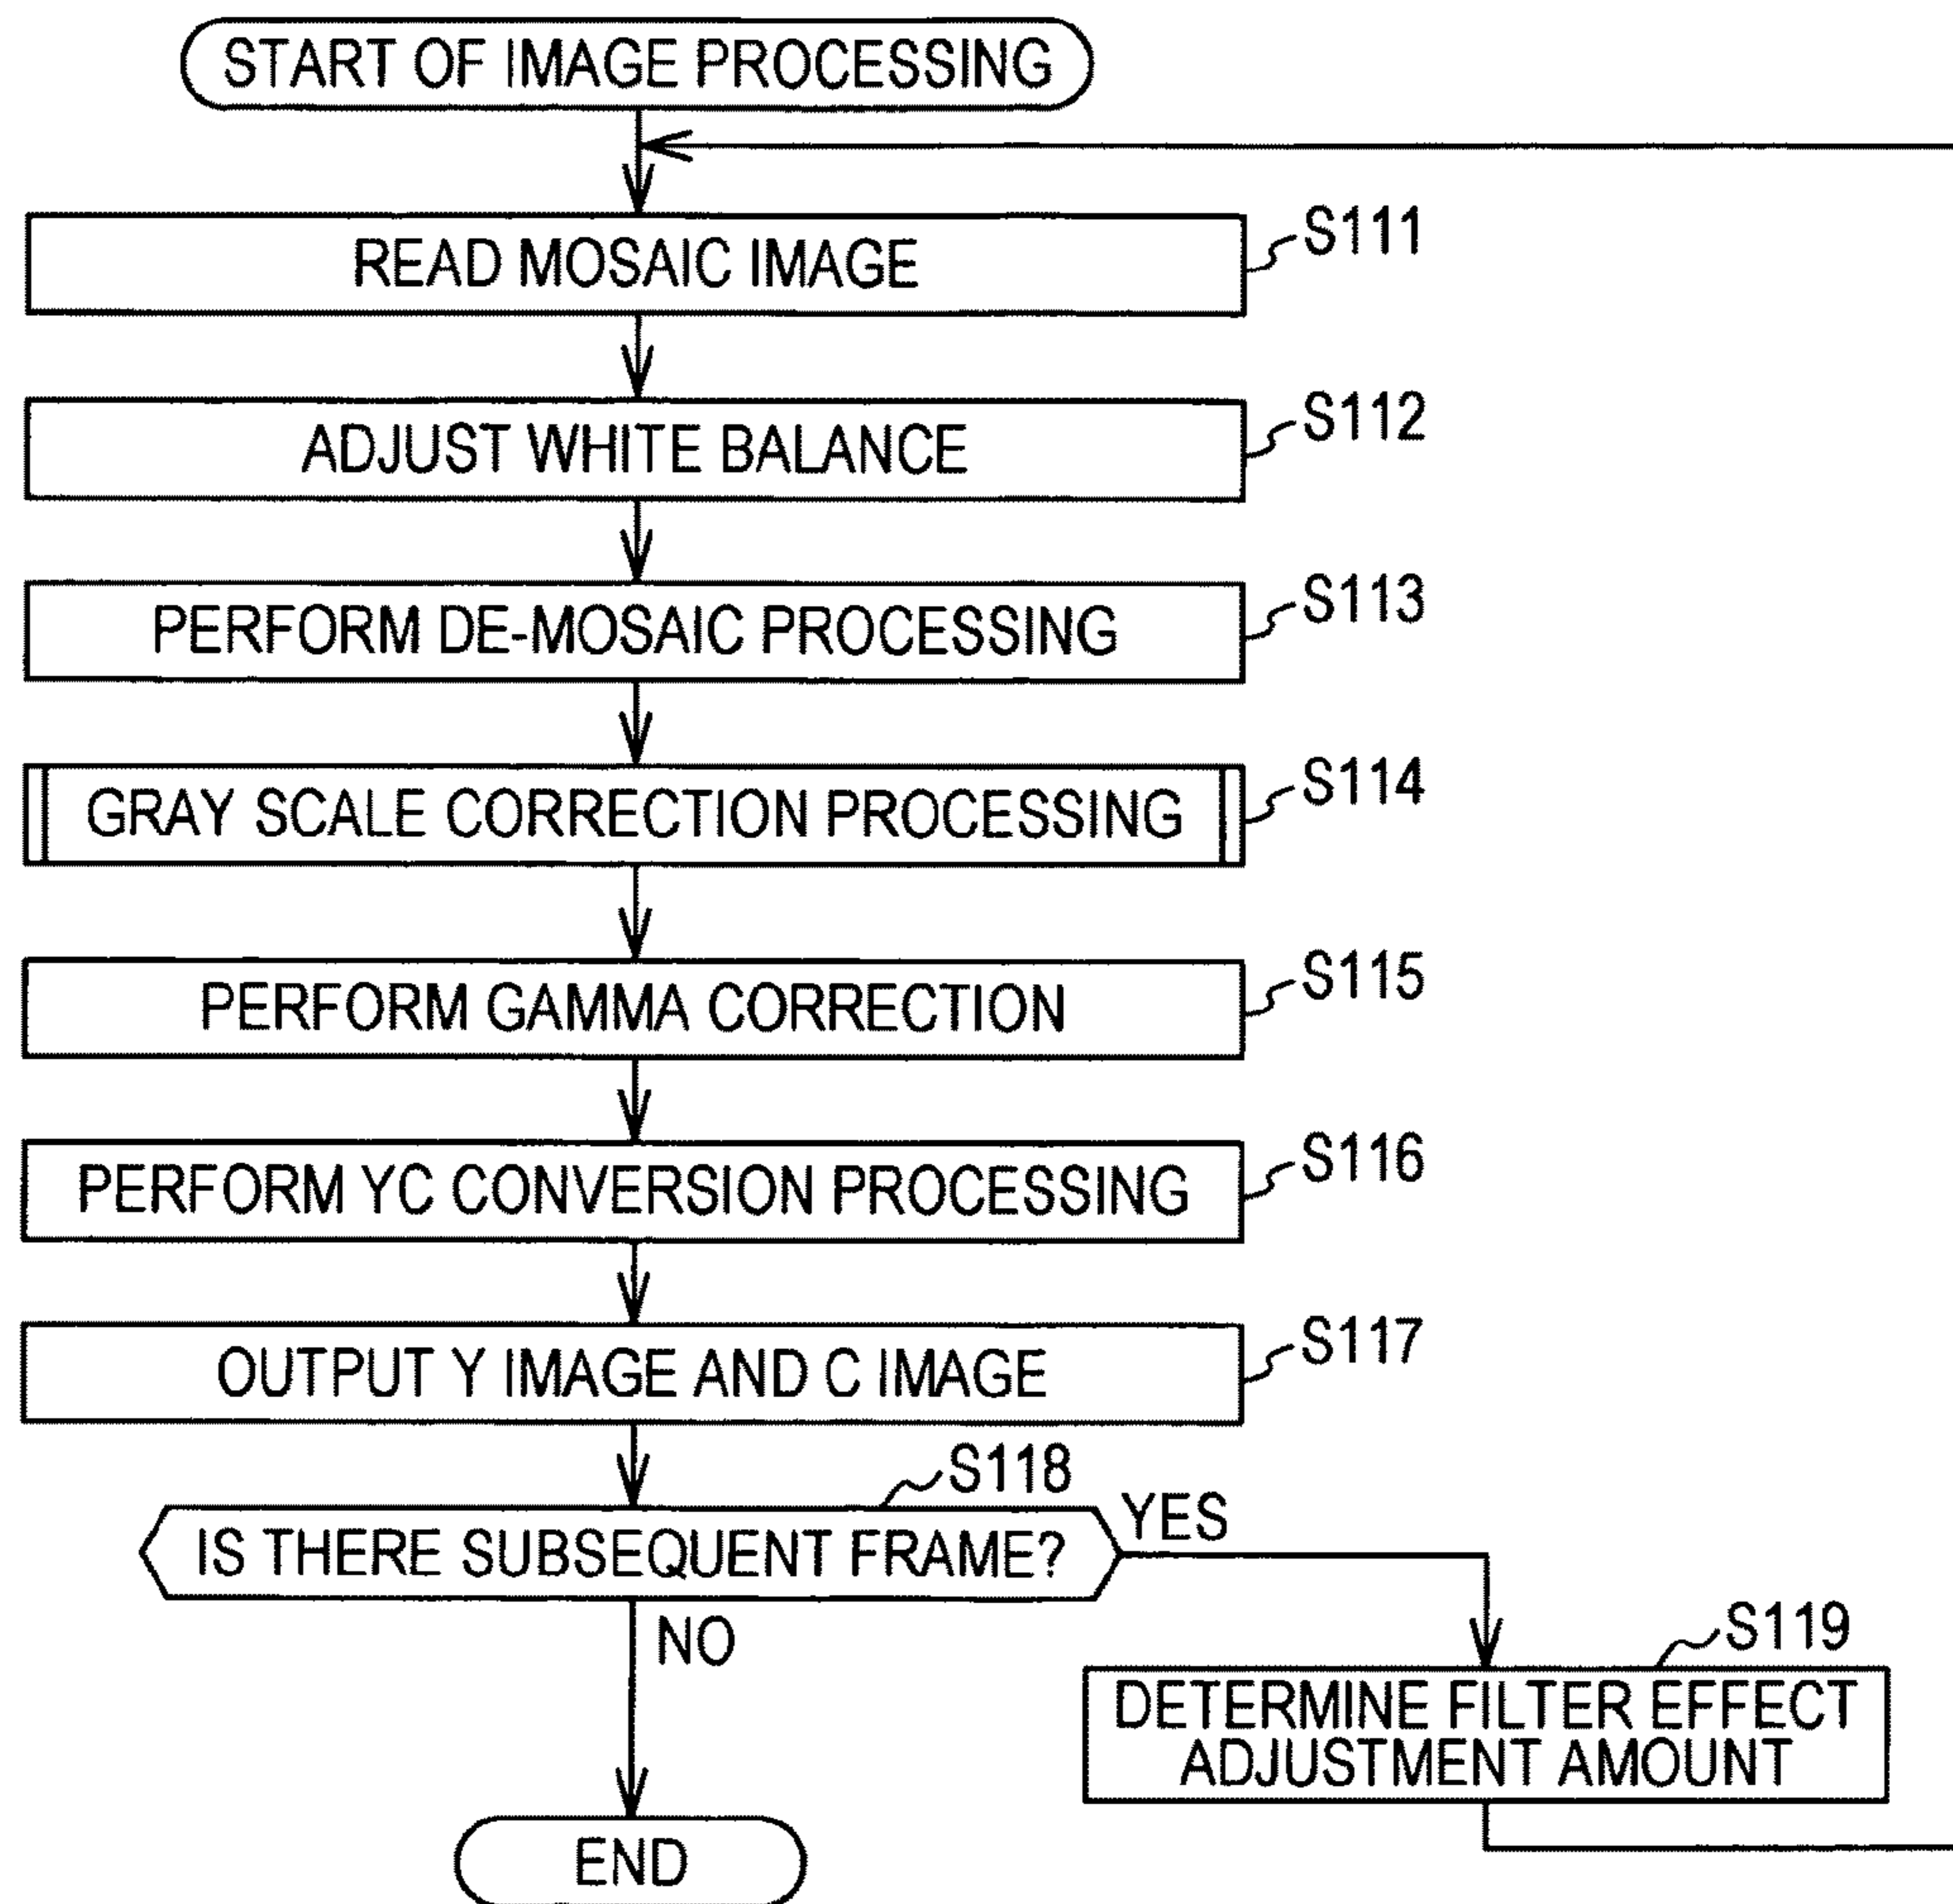 START OF IMAGE PROCESSING
READ MOSAIC IMAGE
S111
ADJUST WHITE BALANCE
S112
PERFORM DE-MOSAIC PROCESSING
S113
GRAY SCALE CORRECTION PROCESSING
S114
PERFORM GAMMA CORRECTION
S115
PERFORM YC CONVERSION PROCESSING
S116
OUTPUT Y IMAGE AND C IMAGE
S117
S118
IS THERE SUBSEQUENT FRAME?
YES
NO
S119
DETERMINE FILTER EFFECT
ADJUSTMENT AMOUNT
END